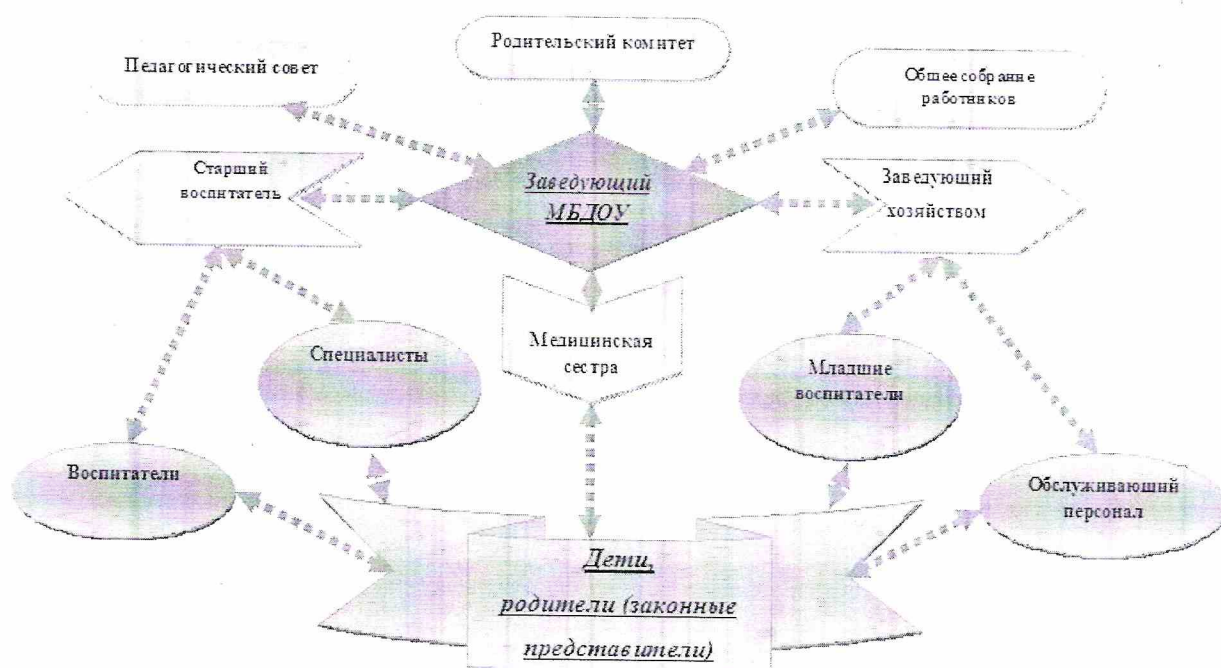 Родительский комитет
Педагогический совет
Общее собрание
работников
Старший
воспитатель
Заведующий
МБДОУ
Заведующий
хозяйством
Медицинская
сестра
Специалисты
Младшие
воспитатели
Воспитатели
Обслуживающий
персонал
Дети,
родители (законные
представители)